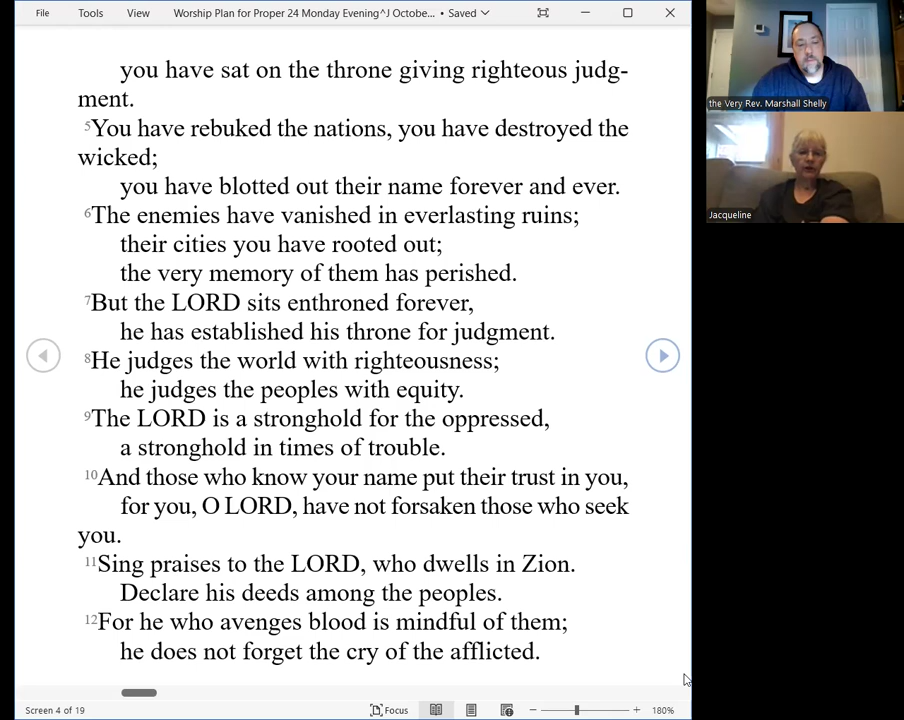 File Tools View Worship Plan for Proper 24 Monday Evening^J Octobe... • Saved
you have sat on the throne giving righteous judg-
ment.
5You have rebuked the nations, you have destroyed the
wicked;
you have blotted out their name forever and ever.
6The enemies have vanished in everlasting ruins;
their cities you have rooted out;
the very memory of them has perished.
7But the LORD sits enthroned forever,
he has established his throne for judgment.
8He judges the world with righteousness;
he judges the peoples with equity.
9The LORD is a stronghold for the oppressed,
a stronghold in times of trouble.
10And those who know your name put their trust in you,
for you, O LORD, have not forsaken those who seek
you.
11Sing praises to the LORD, who dwells in Zion.
Declare his deeds among the peoples.
12For he who avenges blood is mindful of them;
he does not forget the cry of the afflicted.
Screen 4 of 19 Focus 180%
the Very Rev. Marshall Shelly
Jacqueline